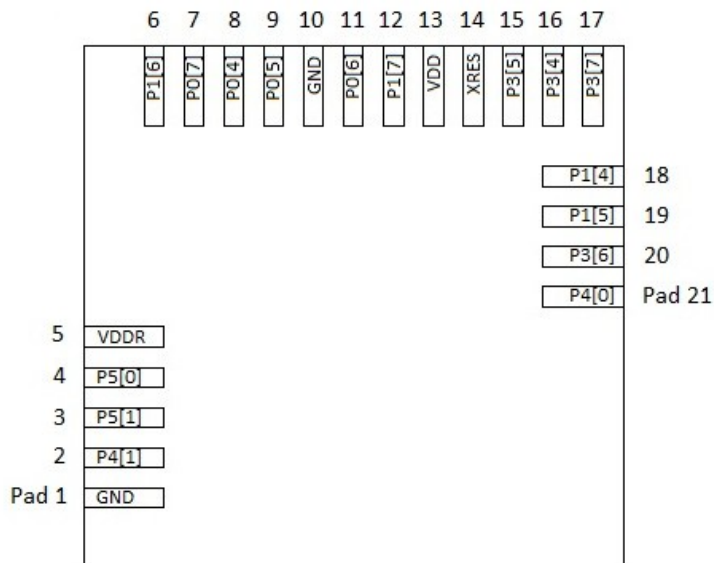 6 7 8 9 10 11 12 13 14 15 16 17
P1[6] P0[7] P0[4] P0[5] GND P0[6] P1[7] VDD XRES P3[5] P3[4] P3[7]
P1[4] 18
P1[5] 19
P3[6] 20
P4[0] Pad 21
5 VDDR
4 P5[0]
3 P5[1]
2 P4[1]
Pad 1 GND